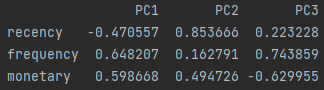 PC1 PC2 PC3
recency -0.470557 0.853666 0.223228
frequency 0.648207 0.162791 0.743859
monetary 0.598668 0.494726 -0.629955